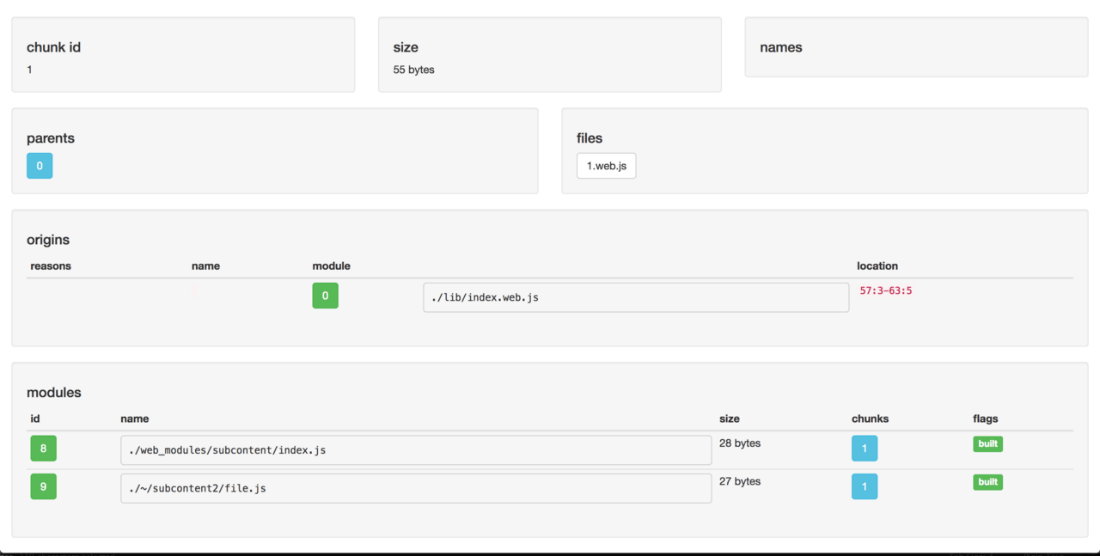 chunk id
1
size
55 bytes
names
parents
0
files
1.web.js
origins
reasons name module location
0 ./lib/index.web.js 57:3-63:5
modules
id name size chunks flags
8 ./web_modules/subcontent/index.js 28 bytes 1 built
9 ./~/subcontent2/file.js 27 bytes 1 built